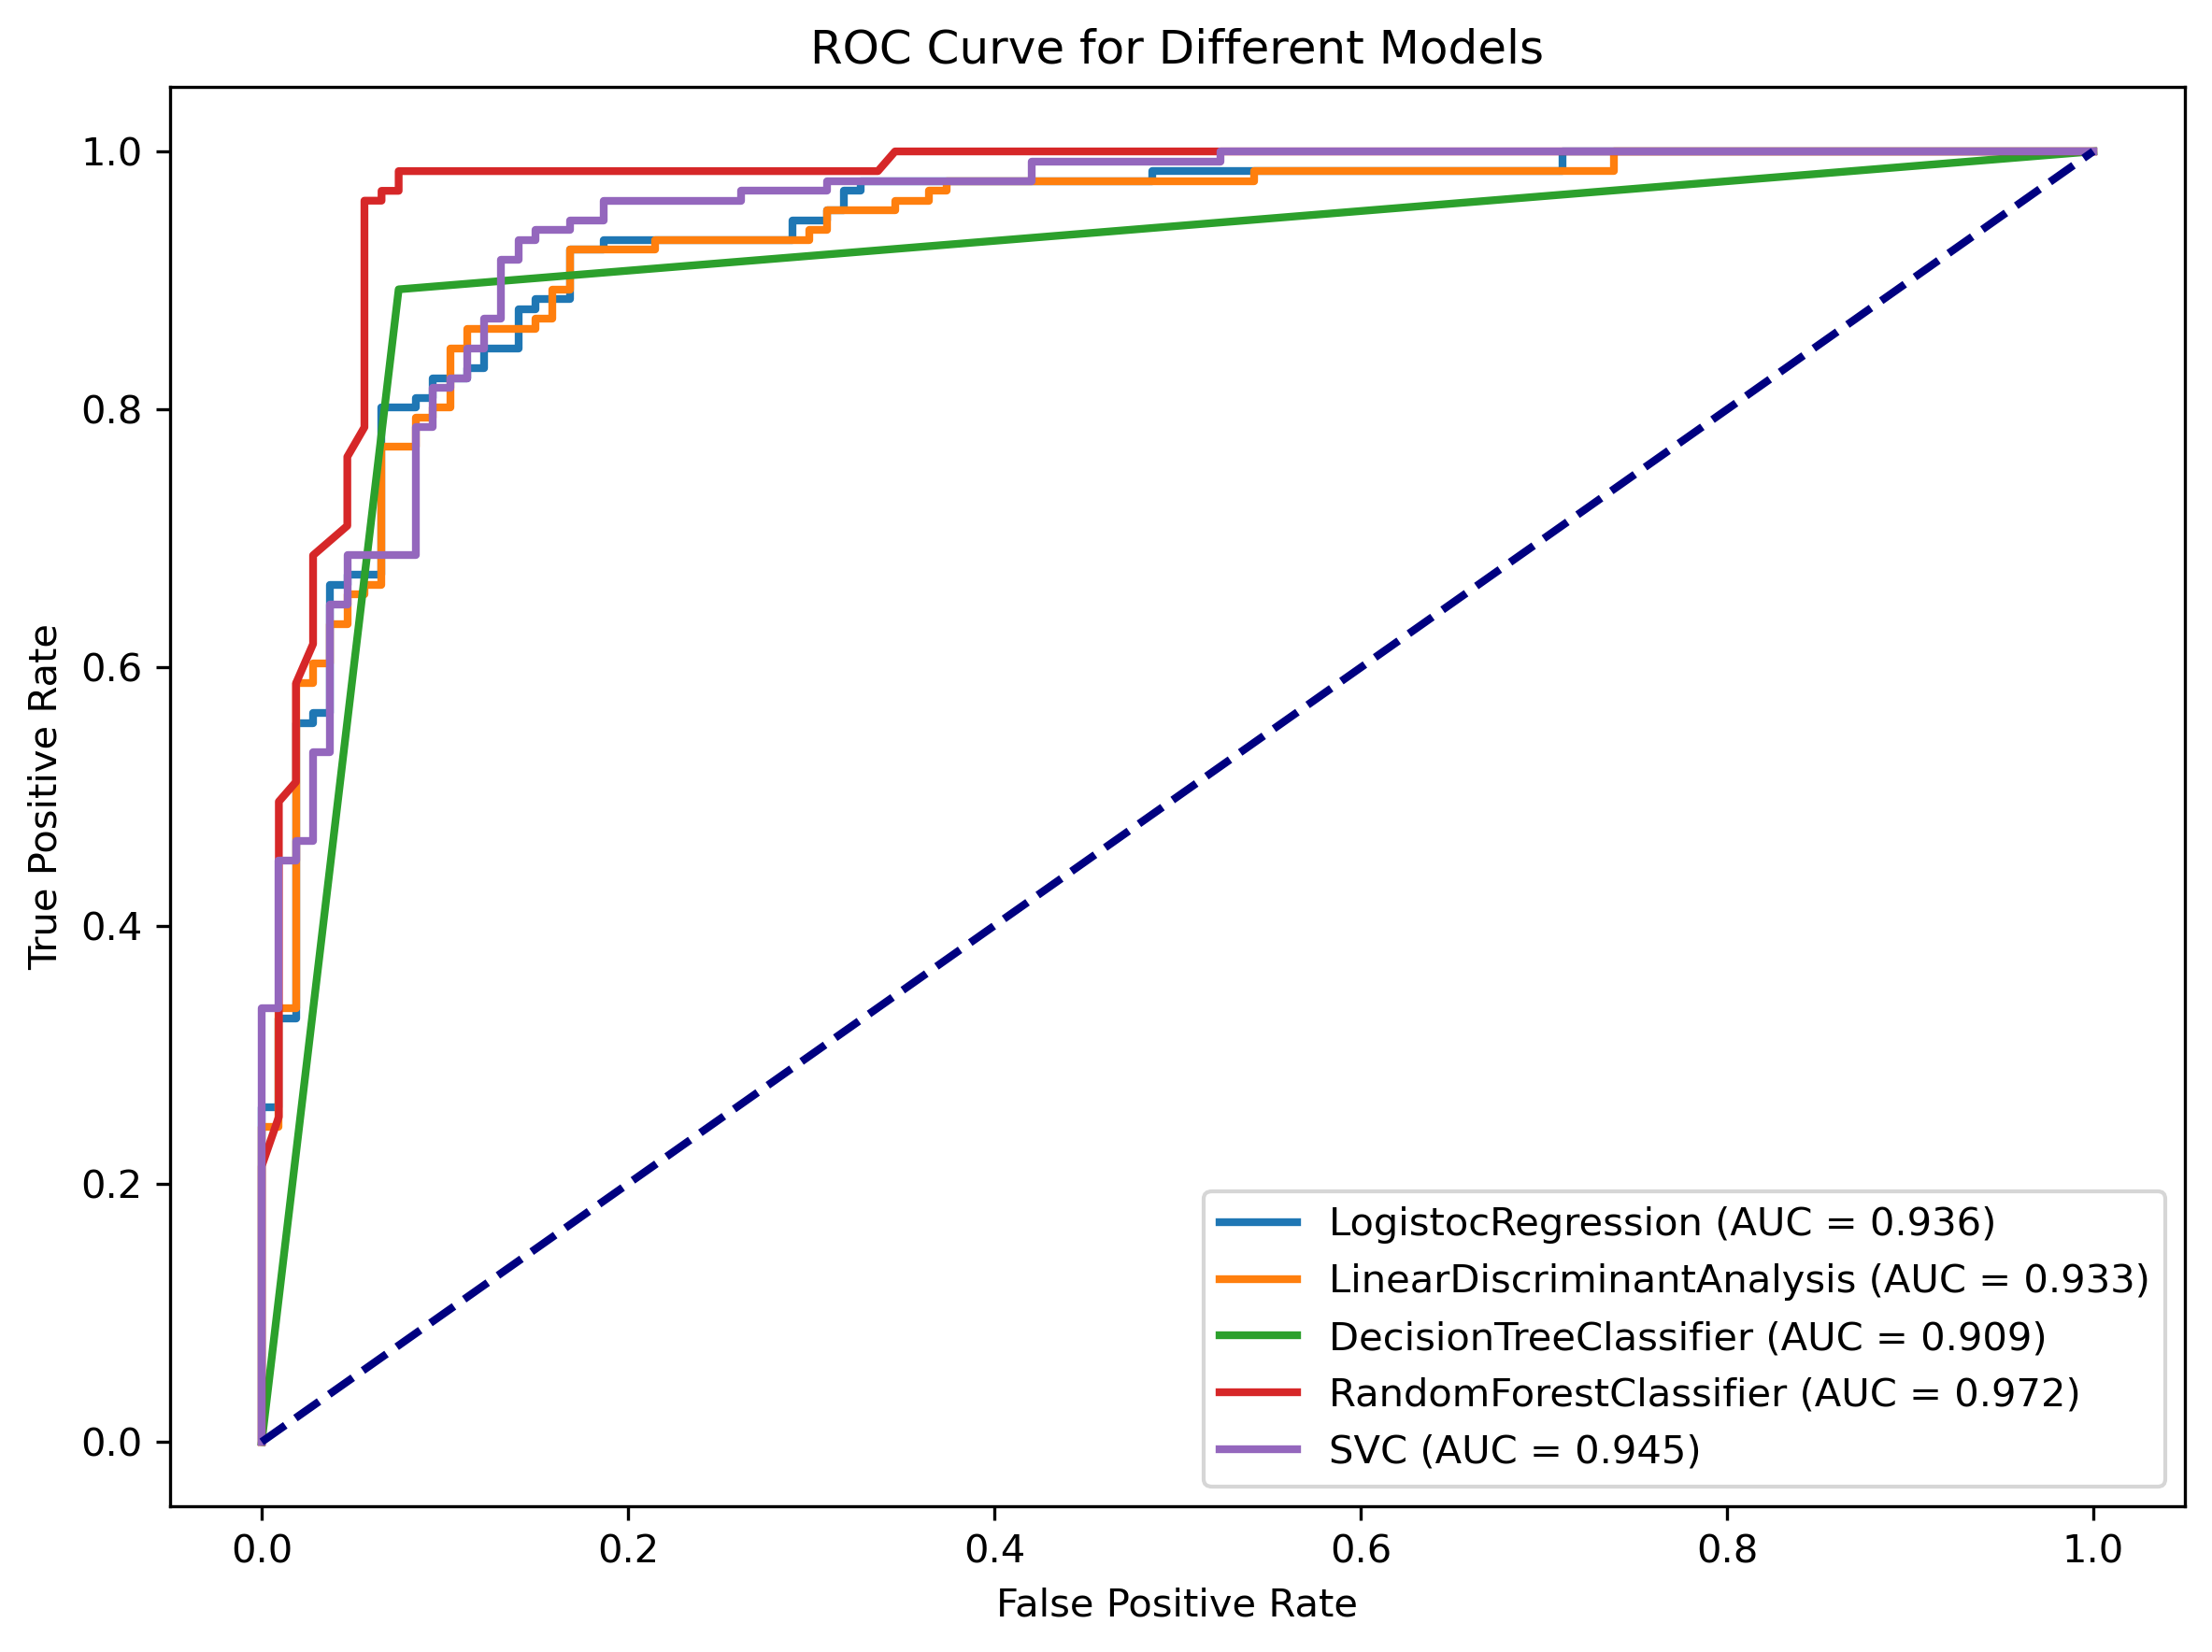 ROC Curve for Different Models
1.0
0.8
0.6
0.4
0.2
0.0
True Positive Rate
0.0 0.2 0.4 0.6 0.8 1.0
False Positive Rate
LogistocRegression (AUC = 0.936)
LinearDiscriminantAnalysis (AUC = 0.933)
DecisionTreeClassifier (AUC = 0.909)
RandomForestClassifier (AUC = 0.972)
SVC (AUC = 0.945)